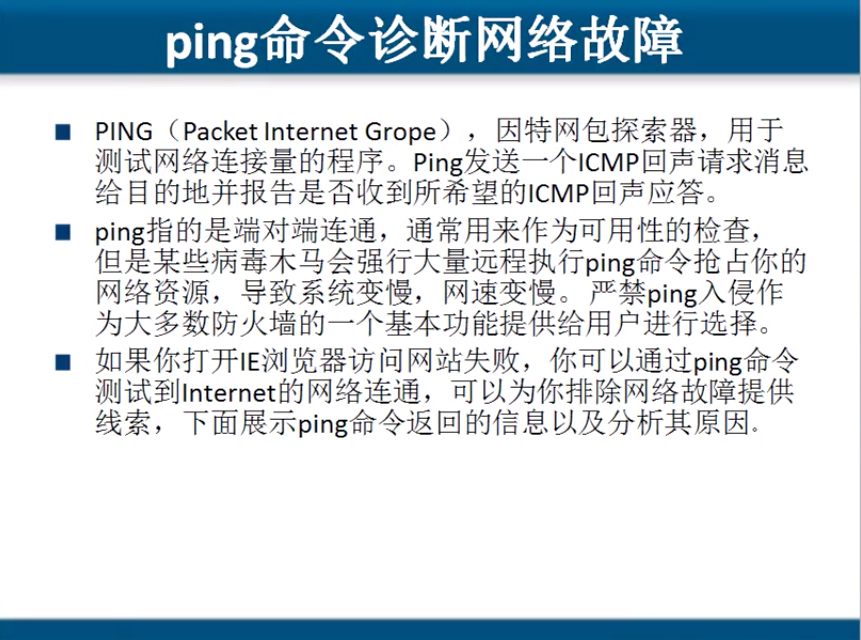 ping命令诊断网络故障
PING（Packet Internet Grope），因特网包探索器，用于
测试网络连接量的程序。Ping发送一个ICMP回声请求消息
给目的地并报告是否收到所希望的ICMP回声应答。
ping指的是端对端连通，通常用来作为可用性的检查，
但是某些病毒木马会强行大量远程执行ping命令抢占你的
网络资源，导致系统变慢，网速变慢。严禁ping入侵作
为大多数防火墙的一个基本功能提供给用户进行选择。
如果你打开IE浏览器访问网站失败，你可以通过ping命令
测试到Internet的网络连通，可以为你排除网络故障提供
线索，下面展示ping命令返回的信息以及分析其原因.